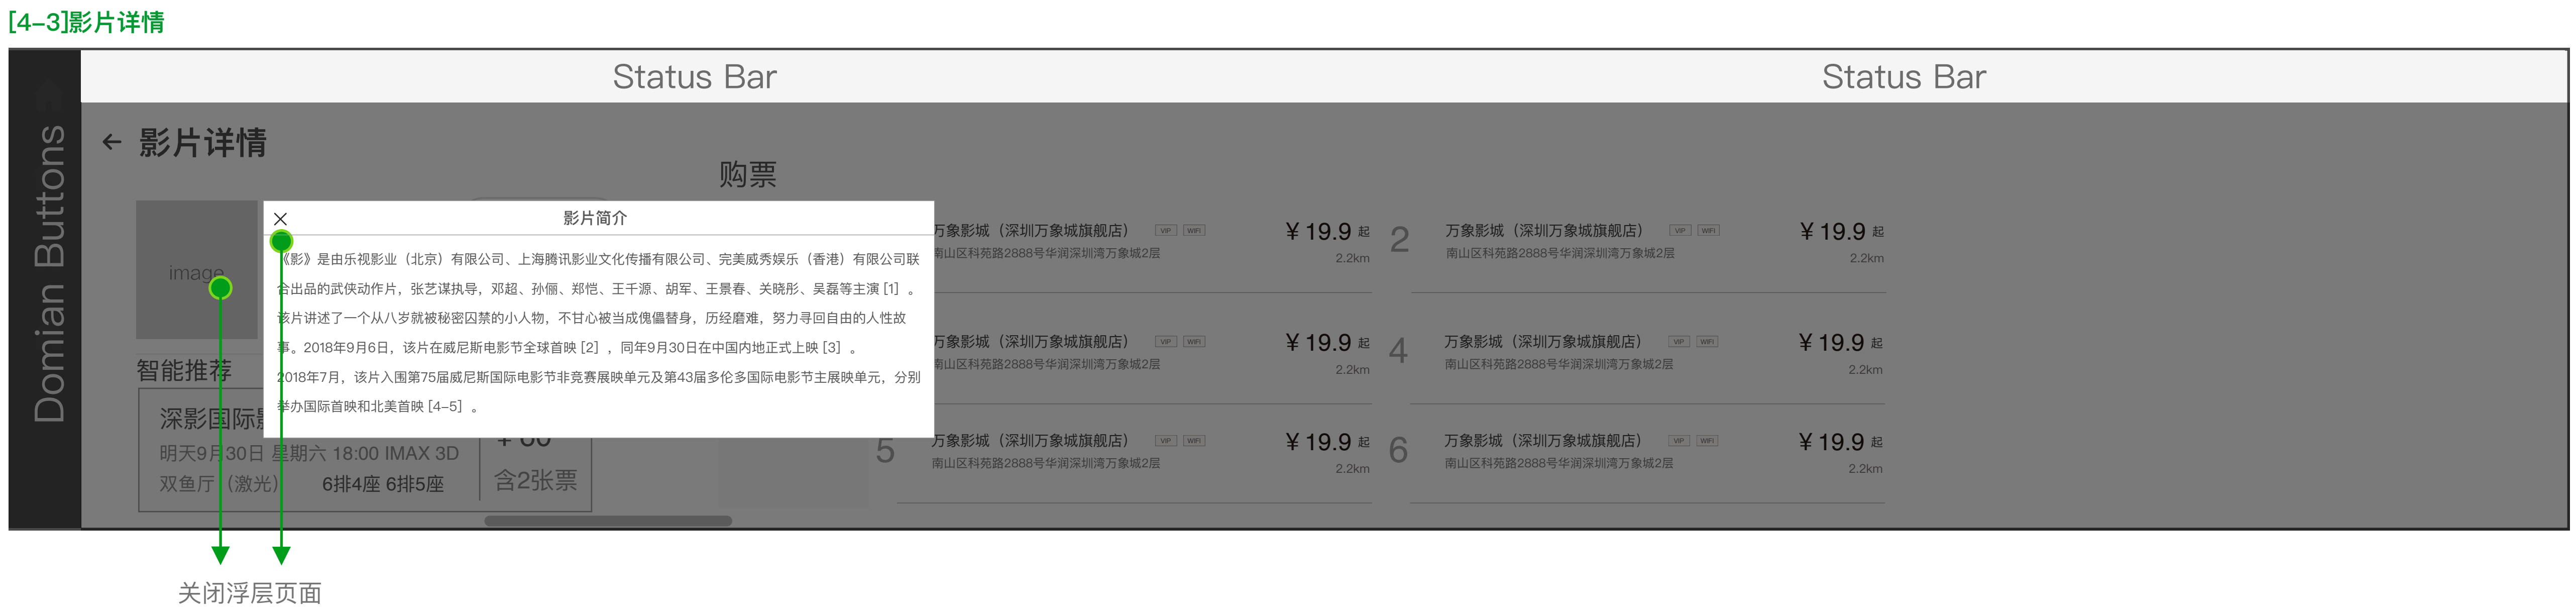 [4-3]影片详情
Status Bar
Status Bar
Domian Buttons
影片详情
购票
image
影片简介
《影》是由乐视影业（北京）有限公司、上海腾讯影业文化传播有限公司、完美威秀娱乐（香港）有限公司联
合出品的武侠动作片，张艺谋执导，邓超、孙俪、郑恺、王千源、胡军、王景春、关晓彤、吴磊等主演 [1] 。
该片讲述了一个从八岁就被秘密囚禁的小人物，不甘心被当成傀儡替身，历经磨难，努力寻回自由的人性故
事。2018年9月6日，该片在威尼斯电影节全球首映 [2] ，同年9月30日在中国内地正式上映 [3] 。
2018年7月，该片入围第75届威尼斯国际电影节非竞赛展映单元及第43届多伦多国际电影节主展映单元，分别
举办国际首映和北美首映 [4-5] 。
智能推荐
深影国际
明天9月30日 星期六 18:00 IMAX 3D
双鱼厅（激光） 6排4座 6排5座
含2张票
万象影城（深圳万象城旗舰店） VIP WIFI ¥ 19.9 起
南山区科苑路2888号华润深圳湾万象城2层 2.2km
2 万象影城（深圳万象城旗舰店） VIP WIFI ¥ 19.9 起
南山区科苑路2888号华润深圳湾万象城2层 2.2km
万象影城（深圳万象城旗舰店） VIP WIFI ¥ 19.9 起
南山区科苑路2888号华润深圳湾万象城2层 2.2km
4 万象影城（深圳万象城旗舰店） VIP WIFI ¥ 19.9 起
南山区科苑路2888号华润深圳湾万象城2层 2.2km
5 万象影城（深圳万象城旗舰店） VIP WIFI ¥ 19.9 起
南山区科苑路2888号华润深圳湾万象城2层 2.2km
6 万象影城（深圳万象城旗舰店） VIP WIFI ¥ 19.9 起
南山区科苑路2888号华润深圳湾万象城2层 2.2km
关闭浮层页面